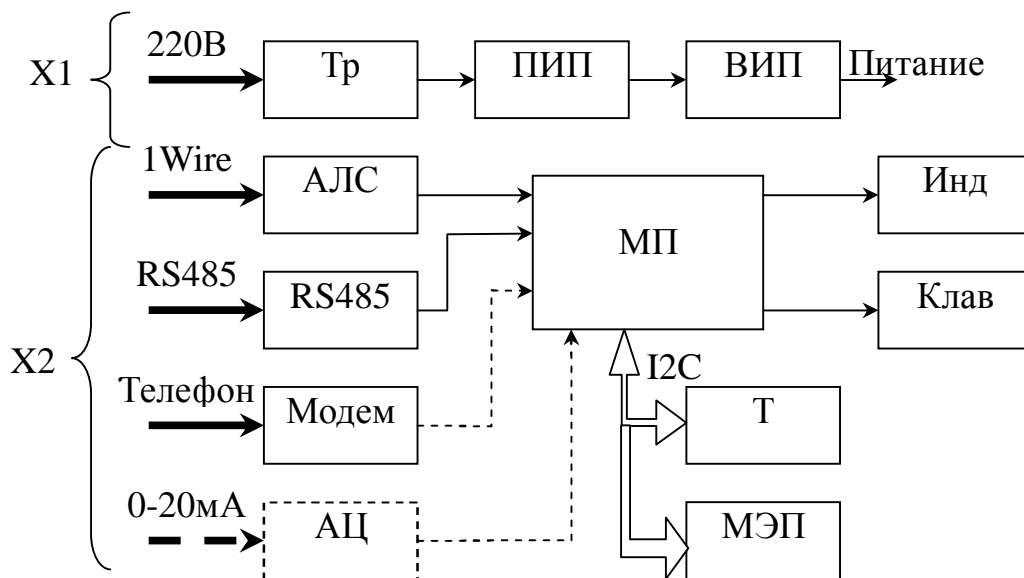 220В
Тр
ПИП
ВИП
Питание
X1
1Wire
АЛС
МП
Инд
RS485
RS485
Клав
X2
I2C
Телефон
Модем
Т
0-20мА
АЦ
МЭП